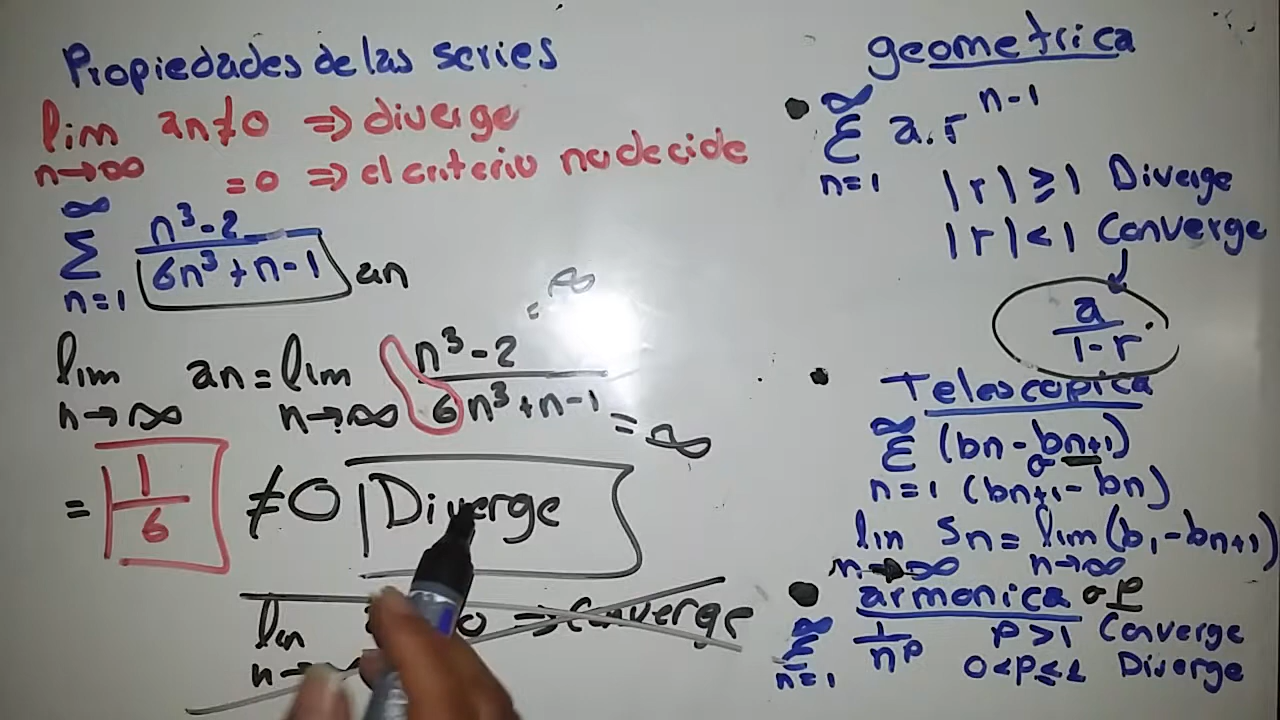 Propiedades de las series
lim an≠0 ⇒ diverge
n→∞ =0 ⇒ el criterio no decide
∞
Σ n³-2 / 6n³+n-1 an
n=1
lim an = lim n³-2 / 6n³+n-1 = ∞ = ∞
n→∞ n→∞
= 1/6 ≠0 Diverge
lim 0 ⇒ converge
n→
geometrica
∞
Σ a.r^n-1
n=1
|r| ≥ 1 Diverge
|r| < 1 Converge
a / 1-r
Telescopica
∞
Σ (bn - bn+1)
o
n=1 (bn+1 - bn)
lim Sn = lim (b1 - bn+1)
n→∞ n→∞
armonica o P
∞
Σ 1/n^p P>1 Converge
n=1 0<P≤1 Diverge